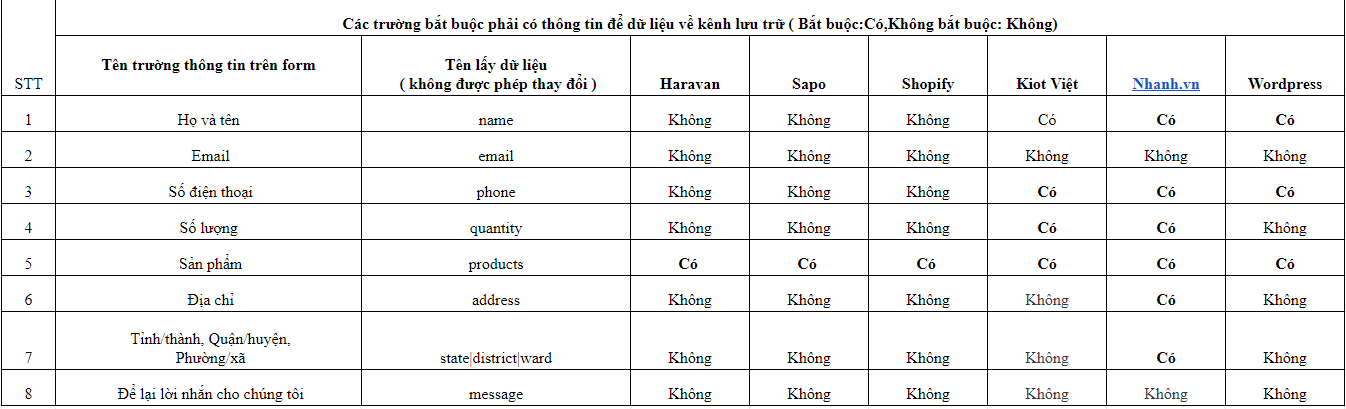 Các trường bắt buộc phải có thông tin để dữ liệu về kênh lưu trữ ( Bắt buộc:Có,Không bắt buộc: Không)
STT Tên trường thông tin trên form Tên lấy dữ liệu ( không được phép thay đổi ) Haravan Sapo Shopify Kiot Việt Nhanh.vn Wordpress
1 Họ và tên name Không Không Không Có Có Có
2 Email email Không Không Không Không Không Không
3 Số điện thoại phone Không Không Không Có Có Có
4 Số lượng quantity Không Không Không Có Có Không
5 Sản phẩm products Có Có Có Có Có Có
6 Địa chỉ address Không Không Không Không Có Không
7 Tỉnh/thành, Quận/huyện, Phường/xã state|district|ward Không Không Không Không Có Không
8 Để lại lời nhắn cho chúng tôi message Không Không Không Không Không Không